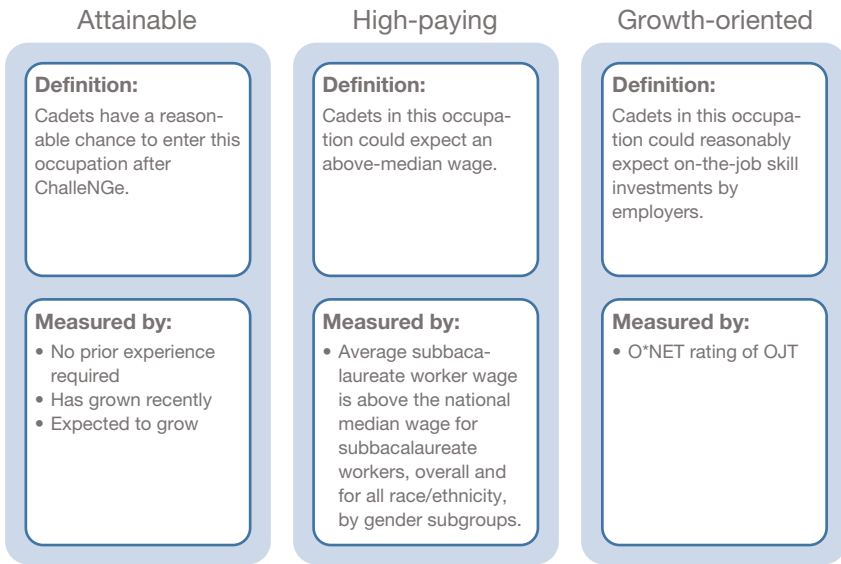 Attainable
Definition:
Cadets have a reason-
able chance to enter this
occupation after
ChalleNGe.
Measured by:
• No prior experience
required
• Has grown recently
• Expected to grow
High-paying
Definition:
Cadets in this occupa-
tion could expect an
above-median wage.
Measured by:
• Average subbaca-
laureate worker wage
is above the national
median wage for
subbacalaureate
workers, overall and
for all race/ethnicity,
by gender subgroups.
Growth-oriented
Definition:
Cadets in this occupa-
tion could reasonably
expect on-the-job skill
investments by
employers.
Measured by:
• O*NET rating of OJT